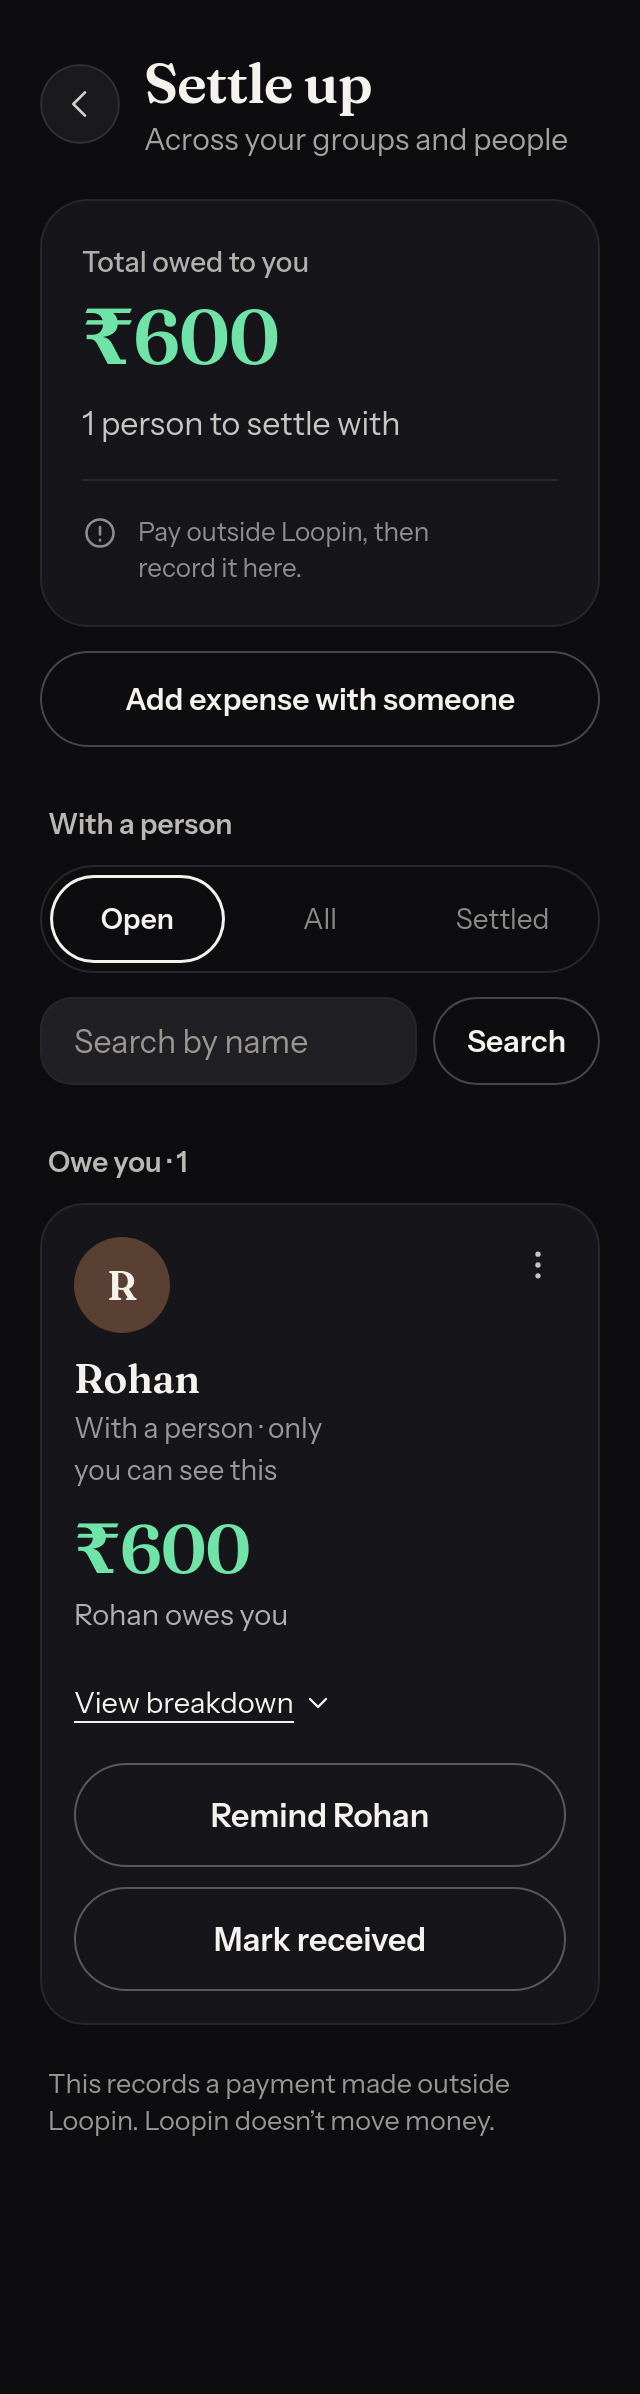 Settle up
Across your groups and people
Total owed to you
₹600
1 person to settle with
Pay outside Loopin, then
record it here.
Add expense with someone
With a person
Open
All
Settled
Search by name
Search
Owe you · 1
R
Rohan
With a person · only
you can see this
₹600
Rohan owes you
View breakdown
Remind Rohan
Mark received
This records a payment made outside
Loopin. Loopin doesn’t move money.